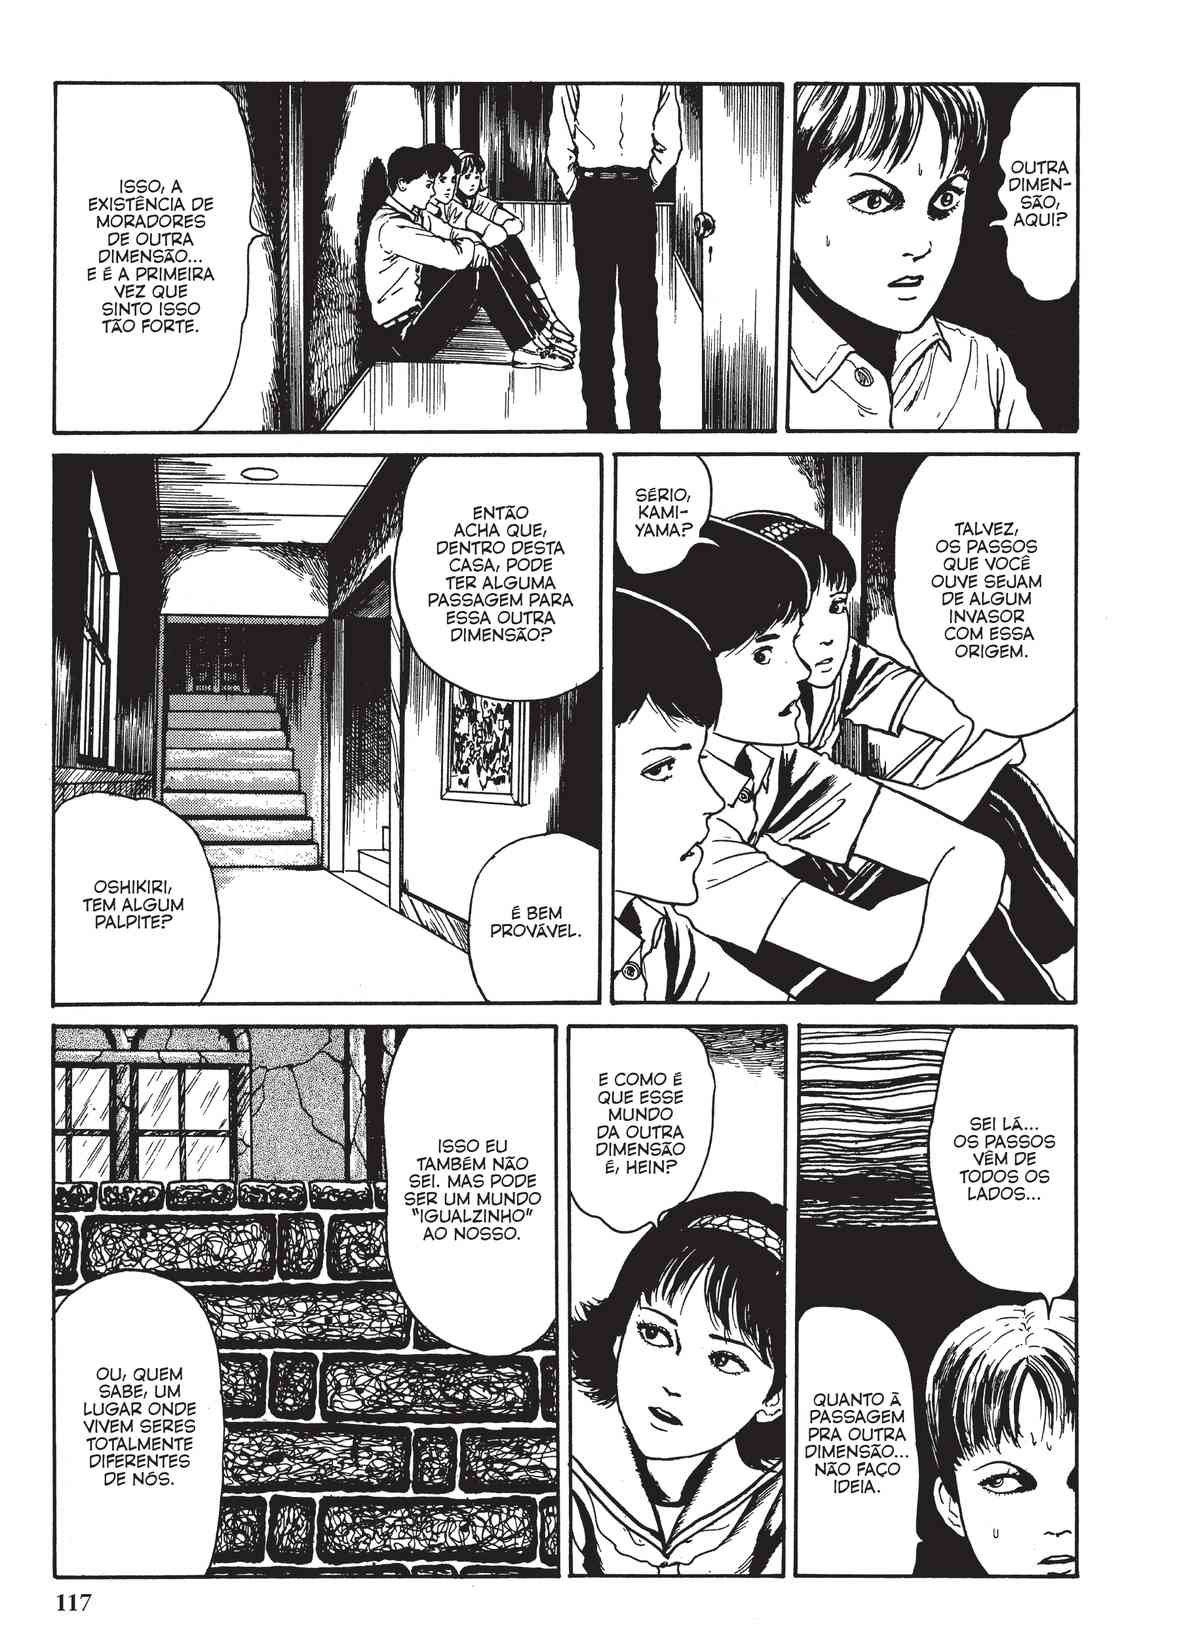 OUTRA
DIMEN-
SÃO,
AQUI?
ISSO, A
EXISTÊNCIA DE
MORADORES
DE OUTRA
DIMENSÃO...
E É A PRIMEIRA
VEZ QUE
SINTO ISSO
TÃO FORTE.
TALVEZ,
OS PASSOS
QUE VOCÊ
OUVE SEJAM
DE ALGUM
INVASOR
COM ESSA
ORIGEM.
SÉRIO,
KAMI-
YAMA?
ENTÃO
ACHA QUE,
DENTRO DESTA
CASA, PODE
TER ALGUMA
PASSAGEM PARA
ESSA OUTRA
DIMENSÃO?
É BEM
PROVÁVEL.
OSHIKIRI,
TEM ALGUM
PALPITE?
SEI LÁ...
OS PASSOS
VÊM DE
TODOS OS
LADOS...
QUANTO À
PASSAGEM
PRA OUTRA
DIMENSÃO...
NÃO FAÇO
IDEIA.
E COMO É
QUE ESSE
MUNDO
DA OUTRA
DIMENSÃO
É, HEIN?
ISSO EU
TAMBÉM NÃO
SEI. MAS PODE
SER UM MUNDO
"IGUALZINHO"
AO NOSSO.
OU, QUEM
SABE, UM
LUGAR ONDE
VIVEM SERES
TOTALMENTE
DIFERENTES
DE NÓS.
117